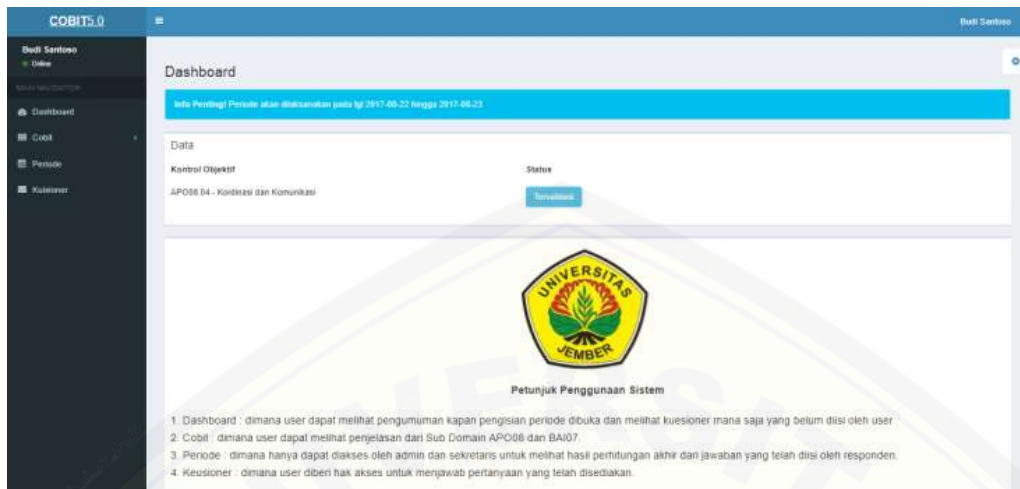 COBIT5.0
Budi Santoso
Budi Santoso
Online
MAIN NAVIGATION
Dashboard
Cobit
Periode
Kuisioner
Dashboard
Info Penting! Periode akan dilaksanakan pada tgl 2017-08-22 hingga 2017-08-23
Data
Kontrol Objektif
Status
APO08.04 - Kordinasi dan Komunikasi
Tervalidasi
UNIVERSITAS
JEMBER
Petunjuk Penggunaan Sistem
1. Dashboard : dimana user dapat melihat pengumuman kapan pengisian periode dibuka dan melihat kuesioner mana saja yang belum diisi oleh user
2. Cobit : dimana user dapat melihat penjelasan dari Sub Domain APO08 dan BAI07.
3. Periode : dimana hanya dapat diakses oleh admin dan sekretaris untuk melihat hasil perhitungan akhir dari jawaban yang telah diisi oleh responden.
4. Keusioner : dimana user diberi hak akses untuk menjawab pertanyaan yang telah disediakan.